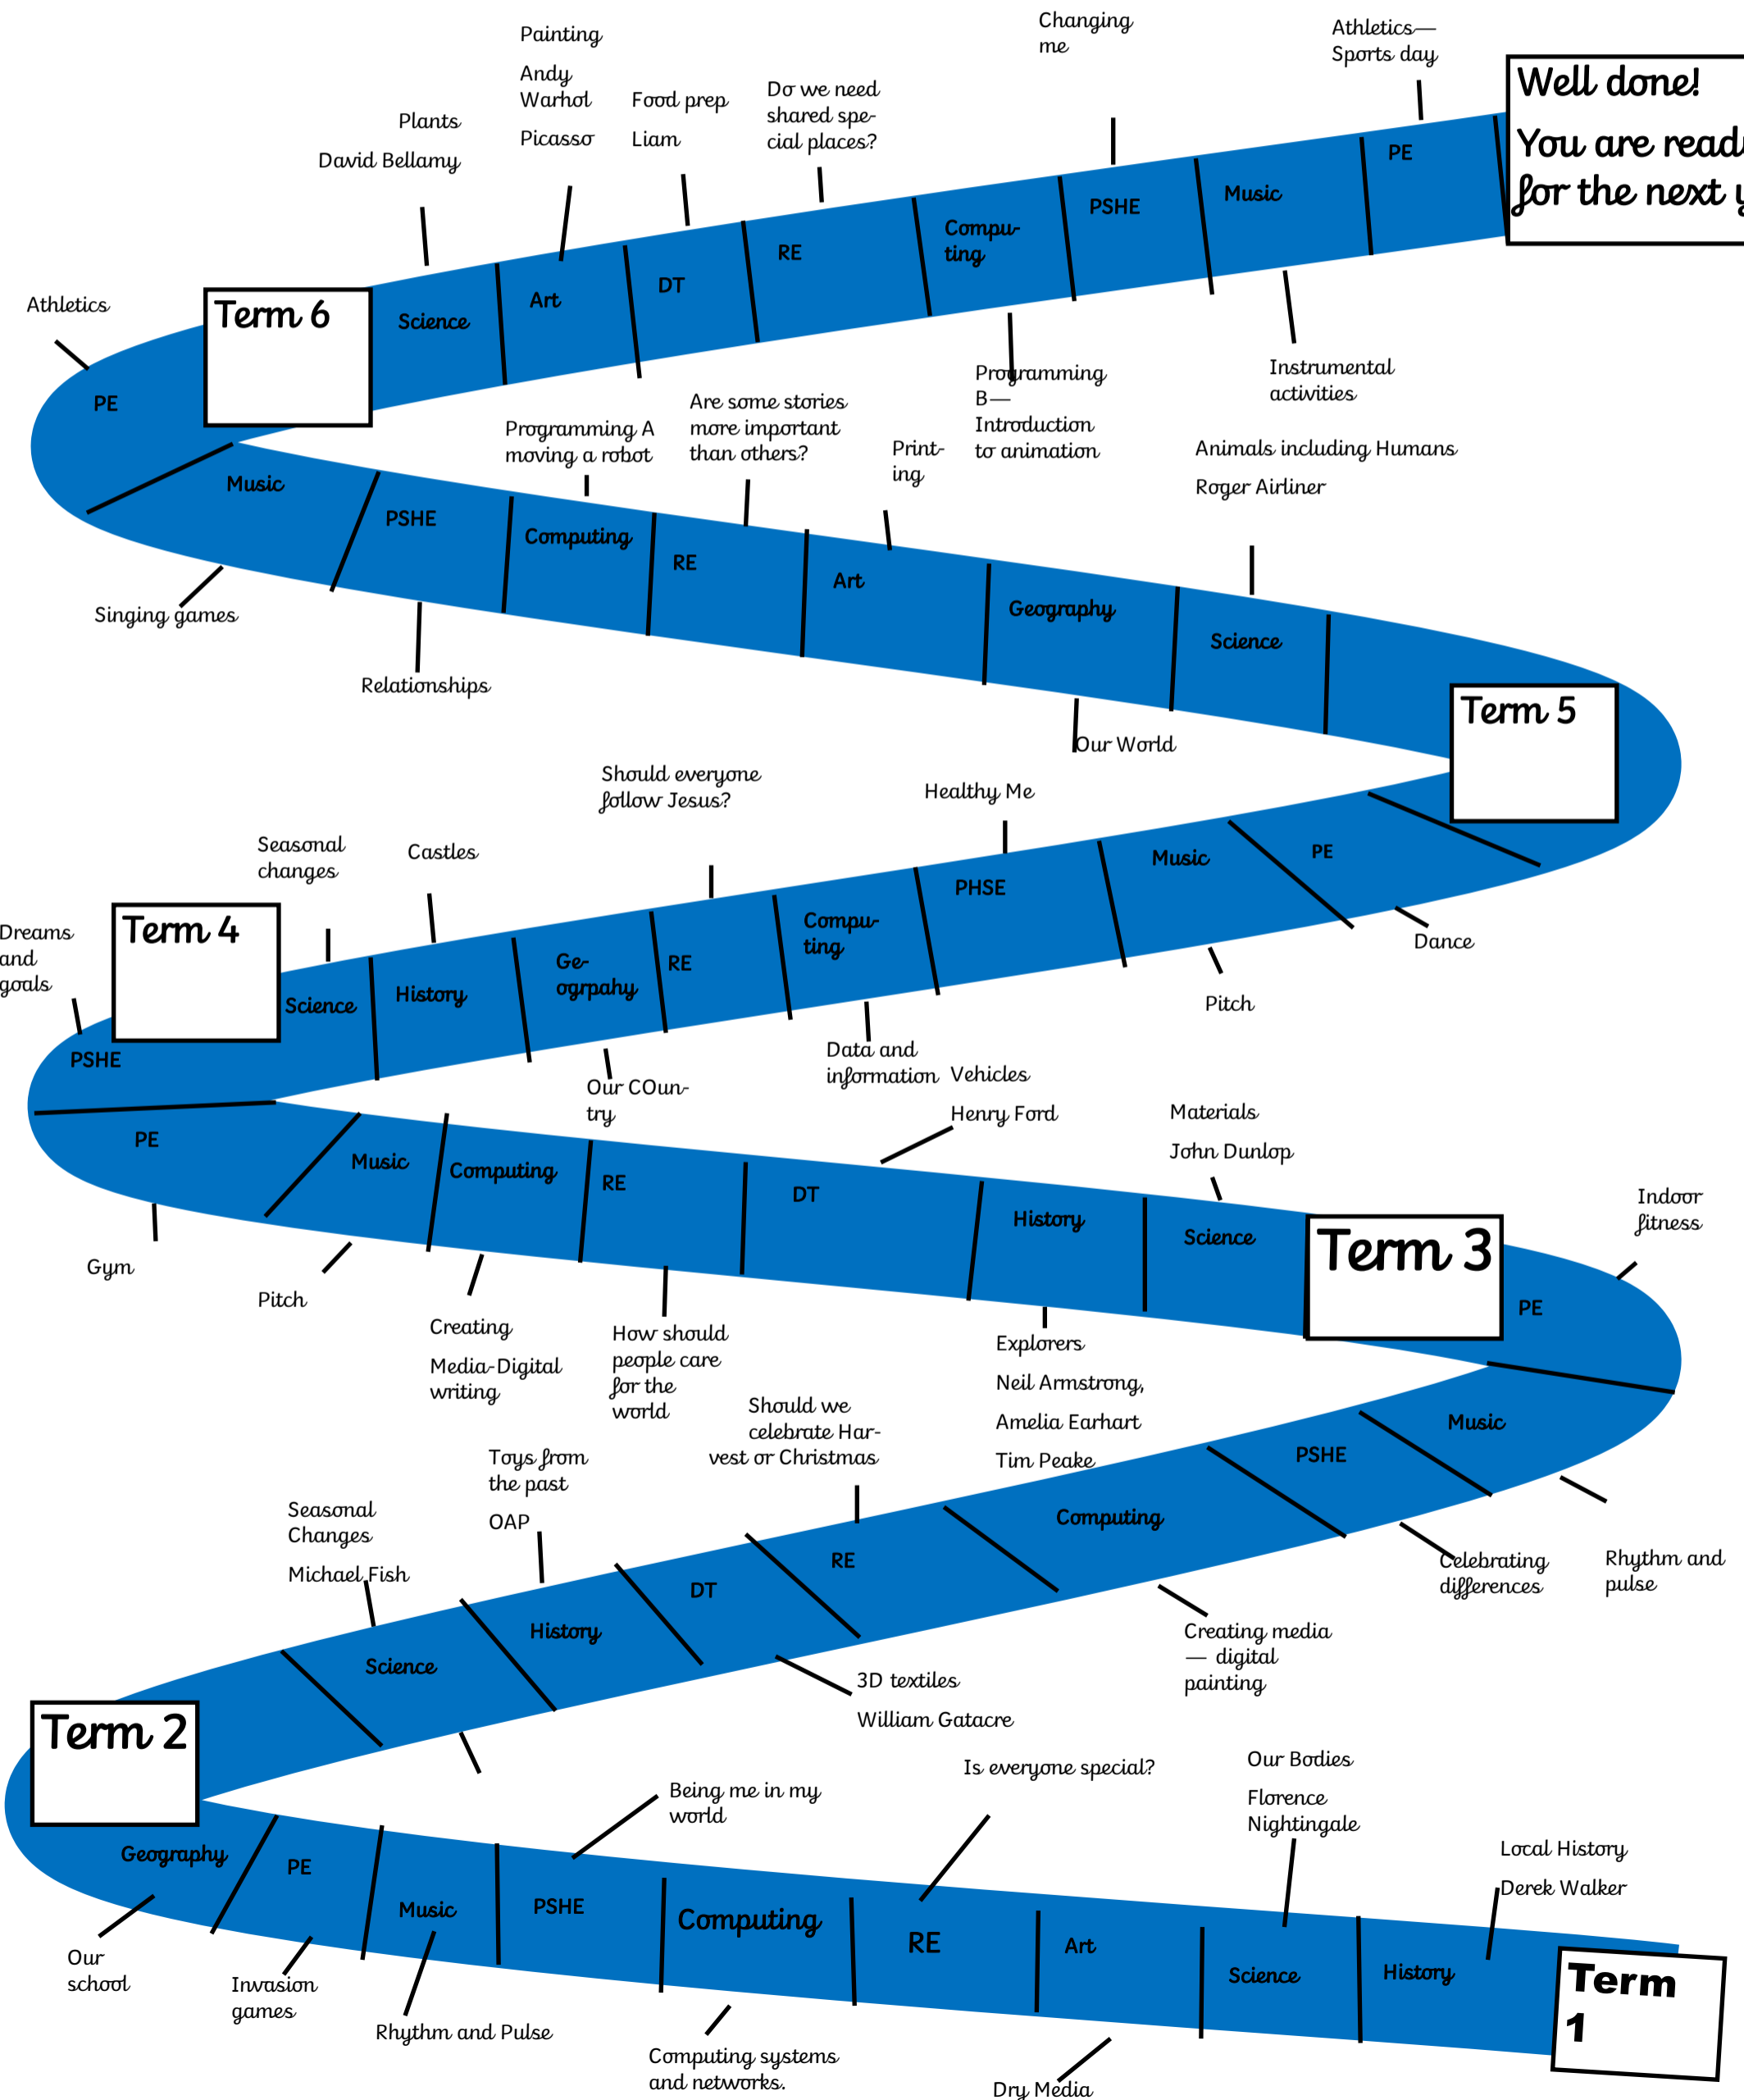 Changing
me
Athletics—
Sports day
Painting
Andy
Warhol
Picasso
Food prep
Liam
Do we need
shared spe-
cial places?
Plants
David Bellamy
Well done!
You are read
for the next y
PE
Music
PSHE
Compu-
ting
RE
DT
Art
Science
Term 6
Athletics
PE
Programming
B—
Introduction
to animation
Instrumental
activities
Programming A
moving a robot
Are some stories
more important
than others?
Print-
ing
Animals including Humans
Roger Airliner
Music
PSHE
Computing
RE
Art
Geography
Science
Singing games
Relationships
Our World
Term 5
Should everyone
follow Jesus?
Healthy Me
Seasonal
changes
Castles
Music
PE
PHSE
Compu-
ting
RE
Ge-
ogrpahy
History
Science
Term 4
Dreams
and
goals
PSHE
Dance
Pitch
Data and
information
Our COun-
try
Vehicles
Henry Ford
Materials
John Dunlop
Indoor
fitness
PE
Music
Computing
RE
DT
History
Science
Term 3
PE
Gym
Pitch
Creating
Media-Digital
writing
How should
people care
for the
world
Explorers
Neil Armstrong,
Amelia Earhart
Tim Peake
Should we
celebrate Har-
vest or Christmas
Toys from
the past
OAP
Seasonal
Changes
Michael Fish
Music
PSHE
Computing
RE
DT
History
Science
Celebrating
differences
Rhythm and
pulse
Creating media
— digital
painting
3D textiles
William Gatacre
Term 2
Being me in my
world
Is everyone special?
Our Bodies
Florence
Nightingale
Local History
Derek Walker
Geography
PE
Music
PSHE
Computing
RE
Art
Science
History
Term
1
Our
school
Invasion
games
Rhythm and Pulse
Computing systems
and networks.
Dry Media